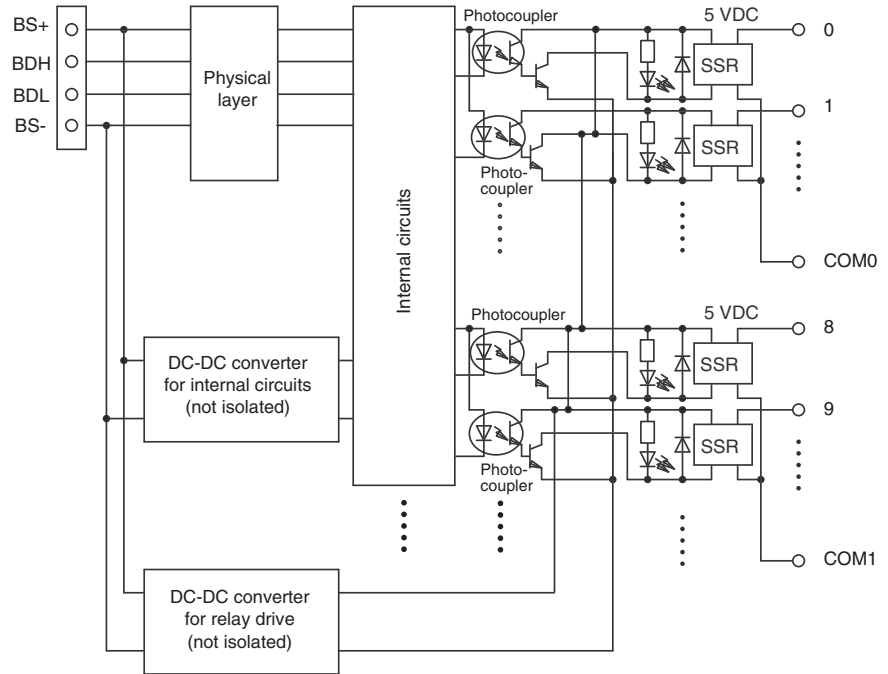 BS+
BDH
BDL
BS-
Physical
layer
Internal circuits
Photocoupler
5 VDC
SSR
0
SSR
1
Photo-
coupler
COM0
Photocoupler
5 VDC
SSR
8
SSR
9
Photo-
coupler
COM1
DC-DC converter
for internal circuits
(not isolated)
DC-DC converter
for relay drive
(not isolated)